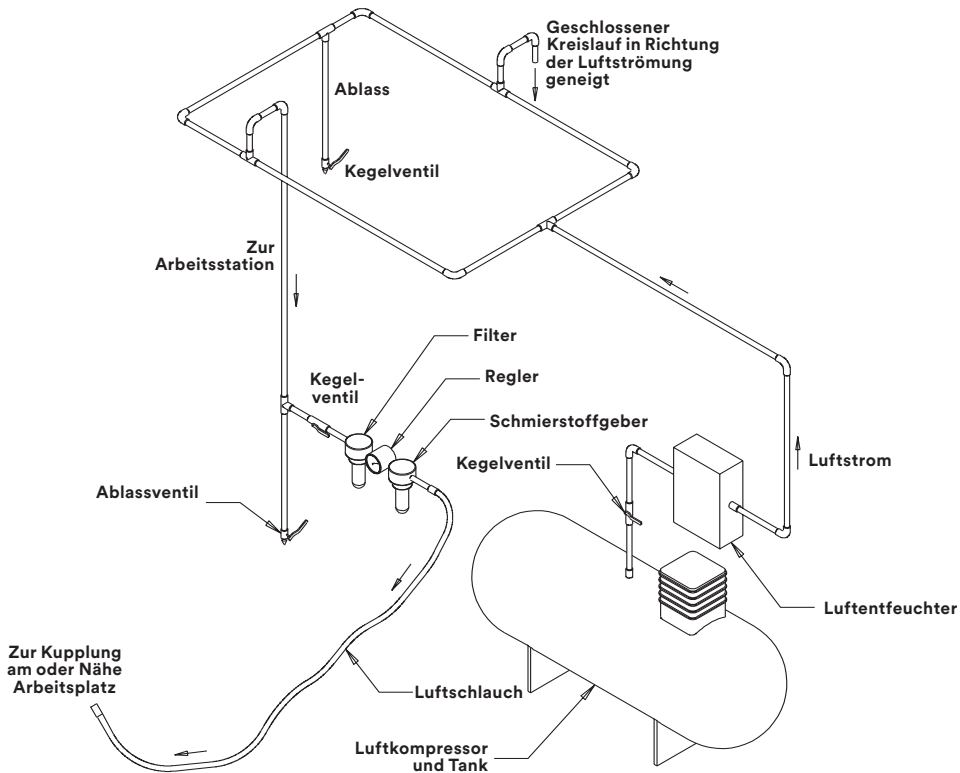 Geschlossener
Kreislauf in Richtung
der Luftströmung
geneigt
Ablass
Kegelventil
Zur
Arbeitsstation
Filter
Kegel-
ventil
Regler
Schmierstoffgeber
Kegelventil
Luftstrom
Ablassventil
Luftentfeuchter
Zur Kupplung
am oder Nähe
Arbeitsplatz
Luftschlauch
Luftkompressor
und Tank